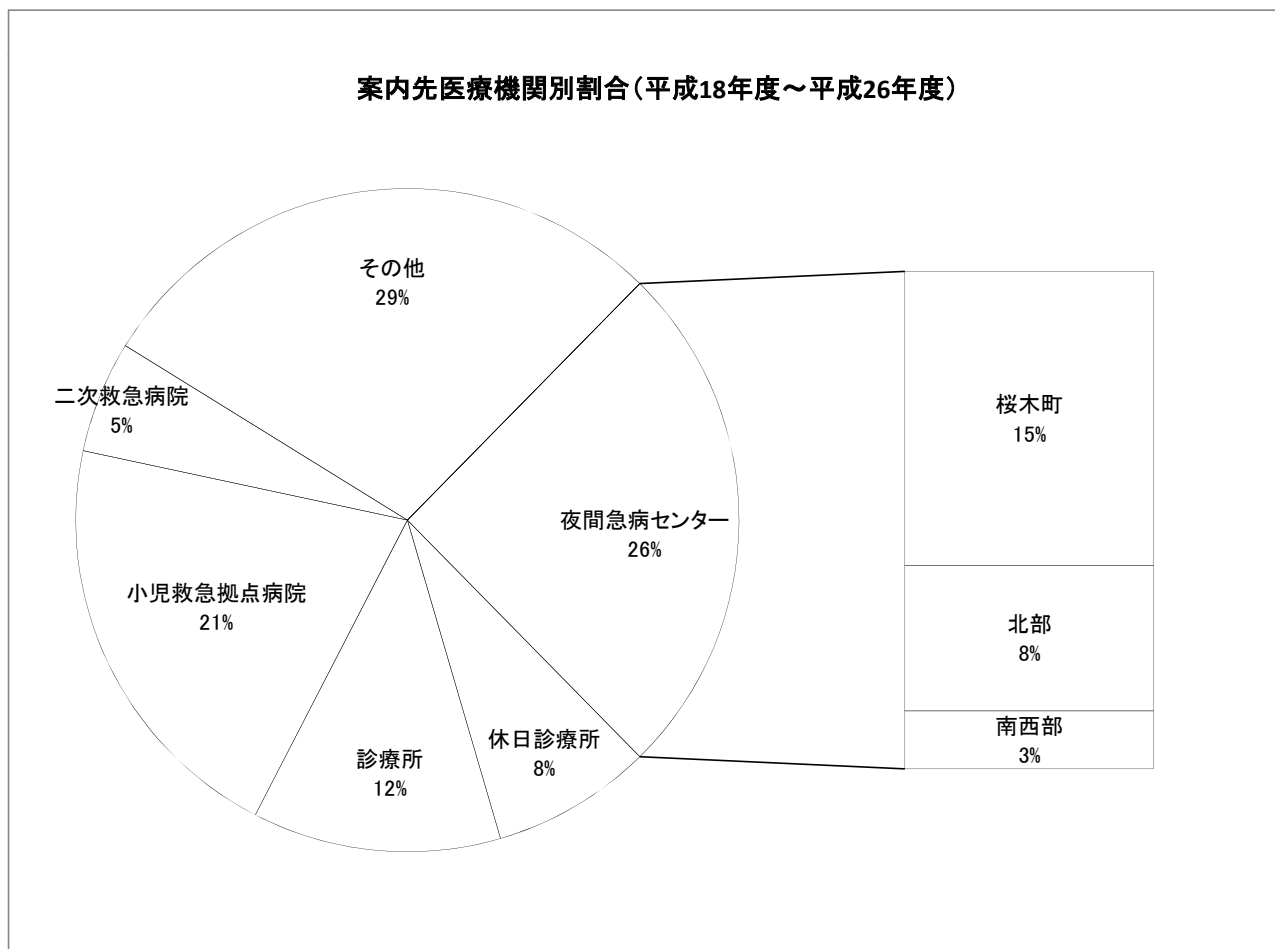 案内先医療機関別割合(平成18年度～平成26年度)
その他
29%
二次救急病院
5%
小児救急拠点病院
21%
診療所
12%
休日診療所
8%
夜間急病センター
26%
桜木町
15%
北部
8%
南西部
3%